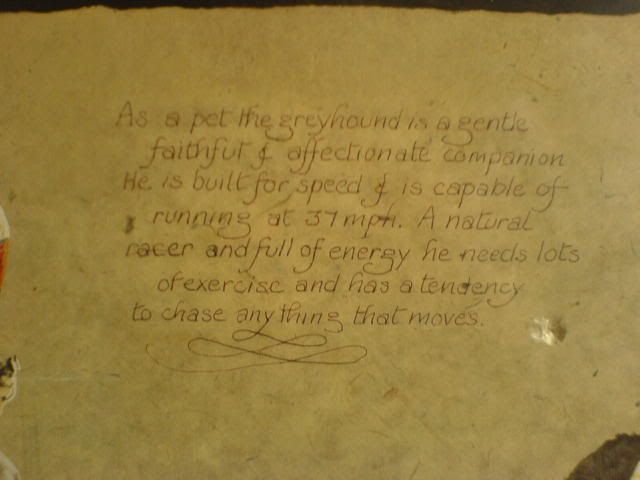 As a pet the greyhound is a gentle
faithful & affectionate companion
He is built for speed & is capable of
running at 37 mph. A natural
racer and full of energy he needs lots
of exercise and has a tendency
to chase anything that moves.